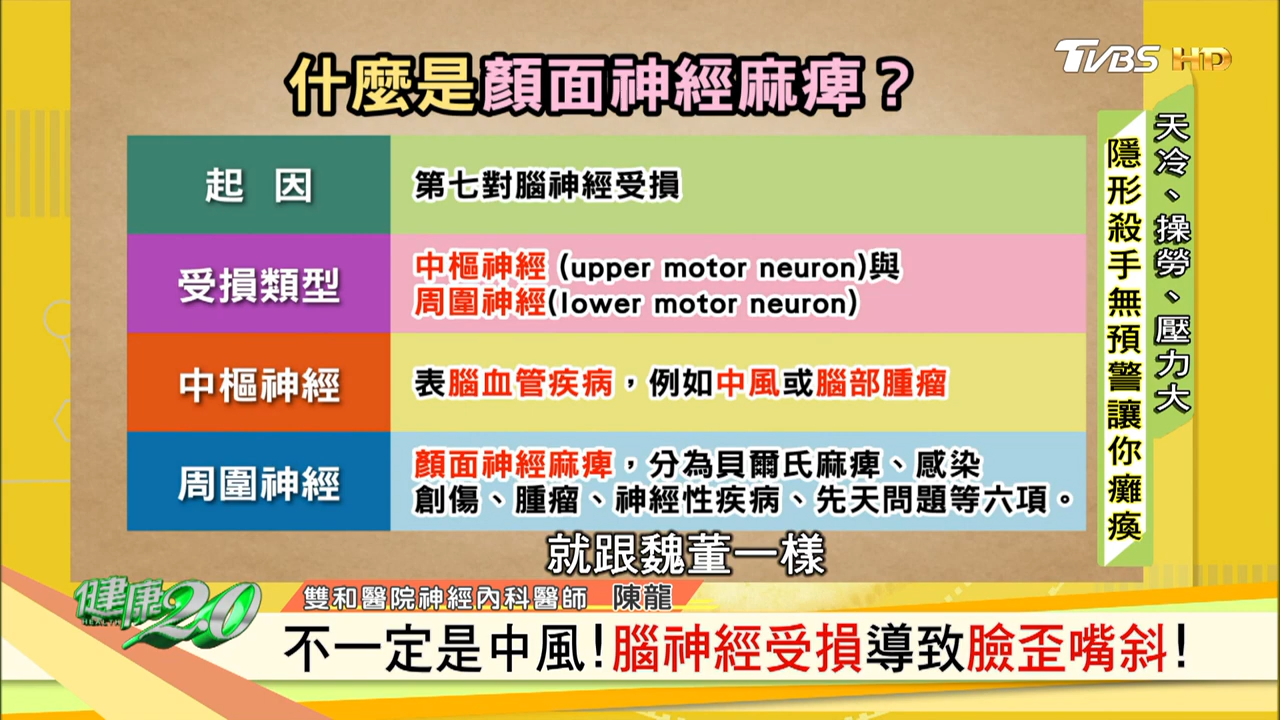 什麼是顏面神經麻痺？
TVBS HD
起 因
第七對腦神經受損
受損類型
中樞神經 (upper motor neuron)與
周圍神經(lower motor neuron)
中樞神經
表腦血管疾病，例如中風或腦部腫瘤
周圍神經
顏面神經麻痺，分為貝爾氏麻痺、感染
創傷、腫瘤、神經性疾病、先天問題等六項。
天冷、操勞、壓力大
隱形殺手無預警讓你癱瘓
就跟魏董一樣
健康2.0
HEALTH
雙和醫院神經內科醫師 陳龍
不一定是中風!腦神經受損導致臉歪嘴斜!